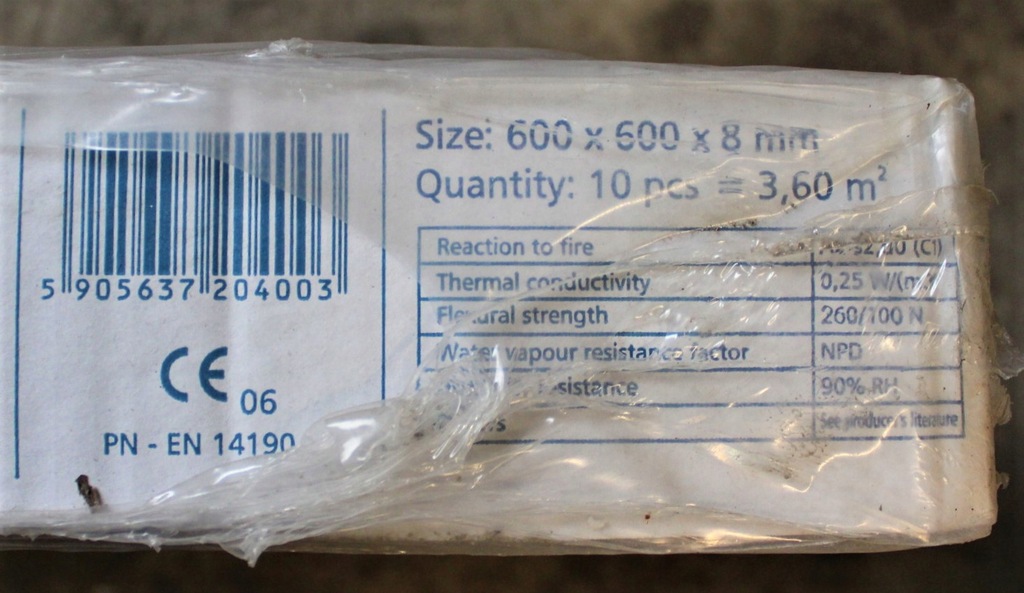 Size: 600 x 600 x 8 mm
Quantity: 10 pcs = 3,60 m²
Reaction to fire (C1)
Thermal conductivity 0,25
Flexural strength 260/100 N
Water vapour resistance factor NPD
resistance 90% RH
See producer's literature
5 905637 204003
CE 06
PN - EN 14190